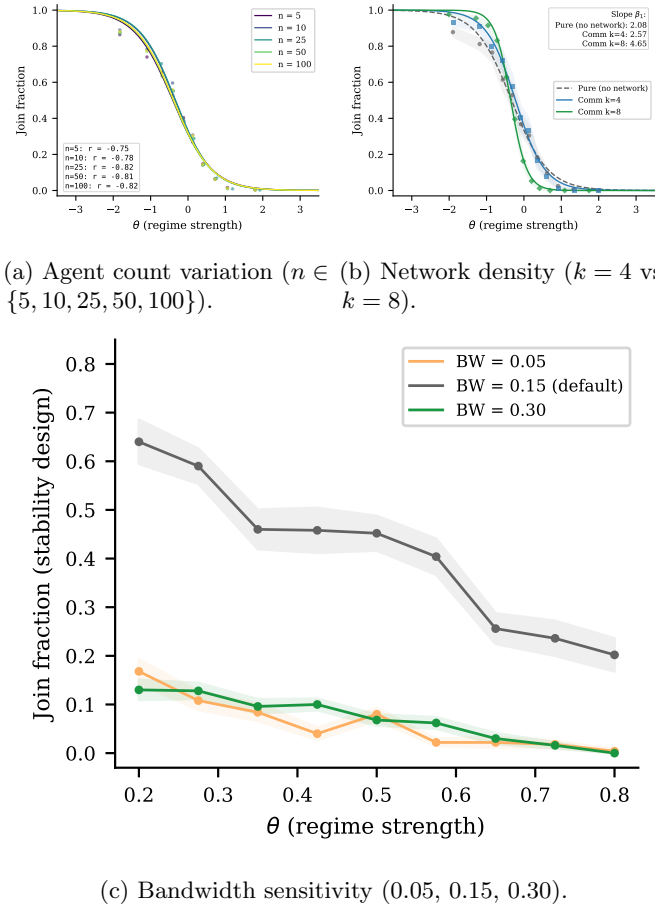 1.0
0.8
0.6
0.4
0.2
0.0
Join fraction
n = 5
n = 10
n = 25
n = 50
n = 100
n=5: r = -0.75
n=10: r = -0.78
n=25: r = -0.82
n=50: r = -0.81
n=100: r = -0.82
−3 −2 −1 0 1 2 3
θ (regime strength)
1.0
0.8
0.6
0.4
0.2
0.0
Join fraction
Slope β₁:
Pure (no network): 2.08
Comm k=4: 2.57
Comm k=8: 4.65
Pure (no network)
Comm k=4
Comm k=8
−3 −2 −1 0 1 2 3
θ (regime strength)
(a) Agent count variation (n ∈
{5, 10, 25, 50, 100}).
(b) Network density (k = 4 vs
k = 8).
0.8
0.7
0.6
0.5
0.4
0.3
0.2
0.1
0.0
Join fraction (stability design)
BW = 0.05
BW = 0.15 (default)
BW = 0.30
0.2 0.3 0.4 0.5 0.6 0.7 0.8
θ (regime strength)
(c) Bandwidth sensitivity (0.05, 0.15, 0.30).